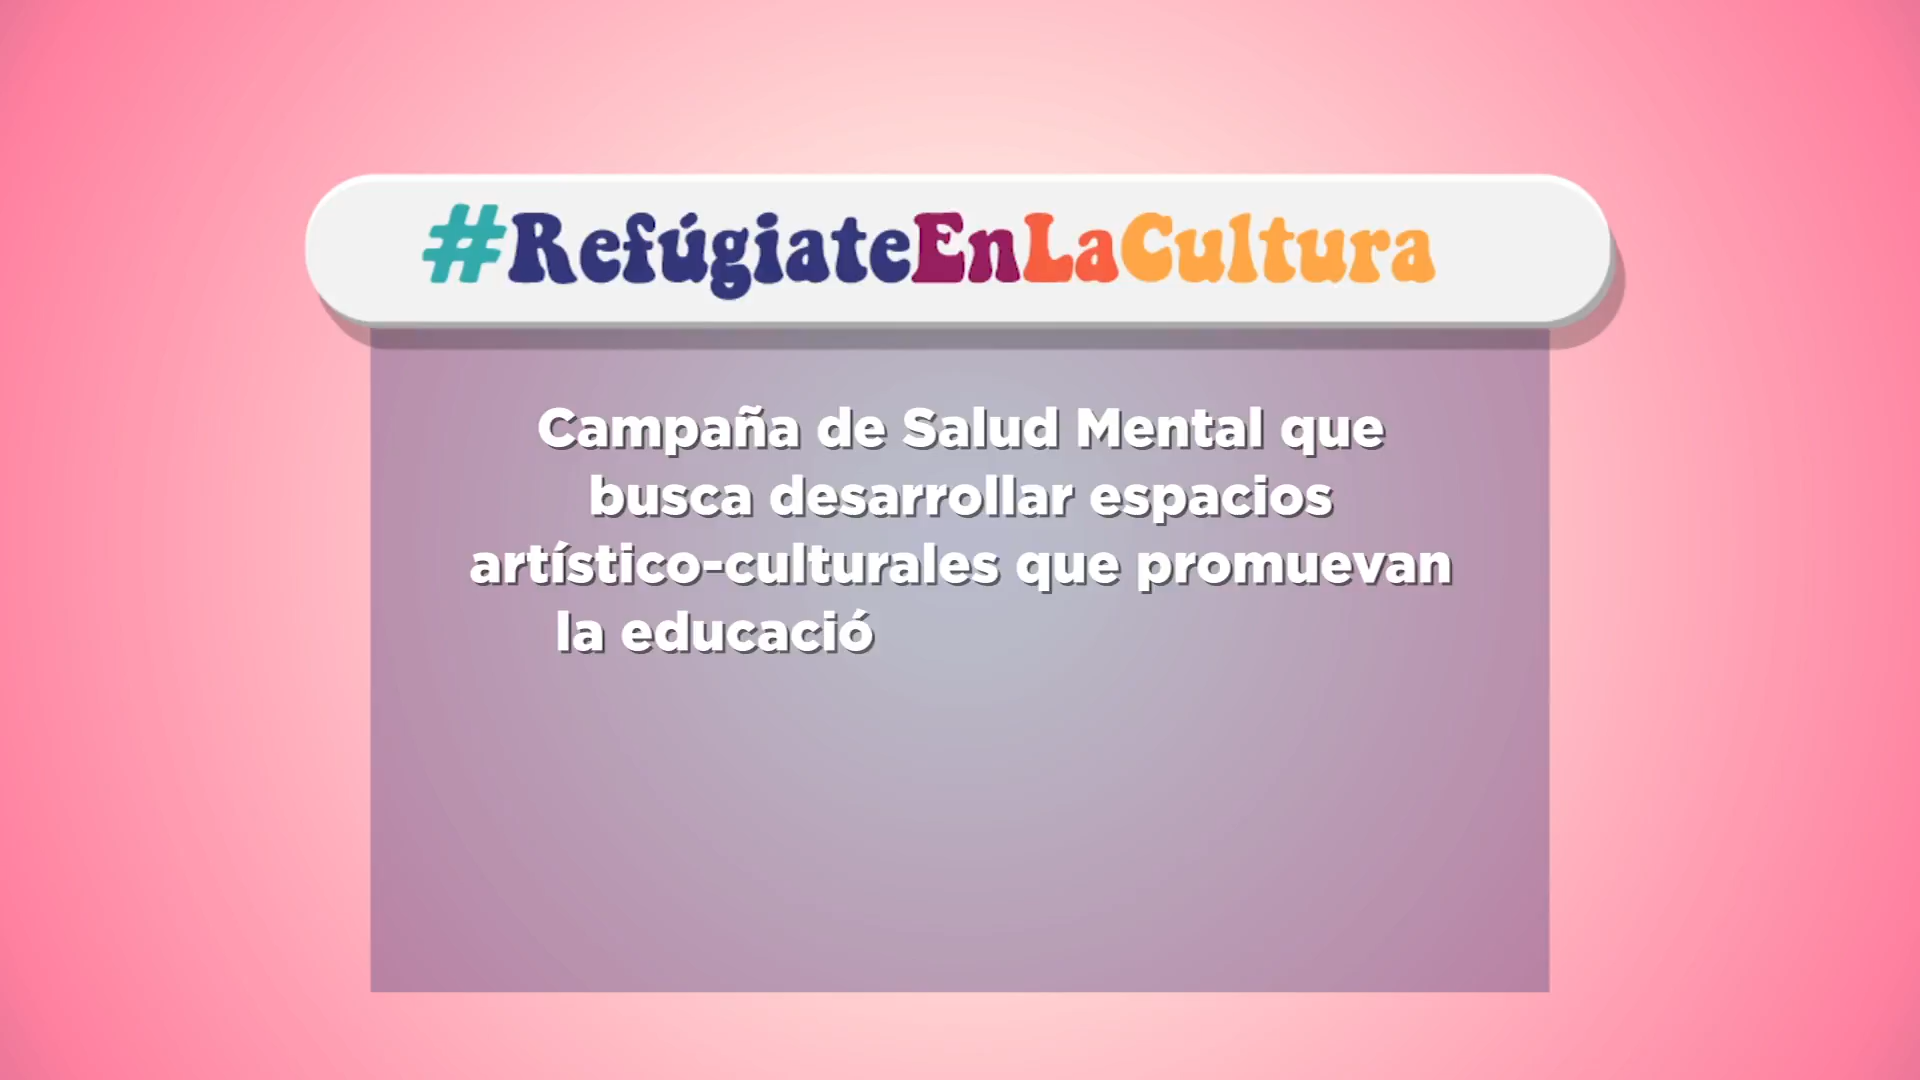 #RefúgiateEnLaCultura
Campaña de Salud Mental que
busca desarrollar espacios
artístico-culturales que promuevan
la educació